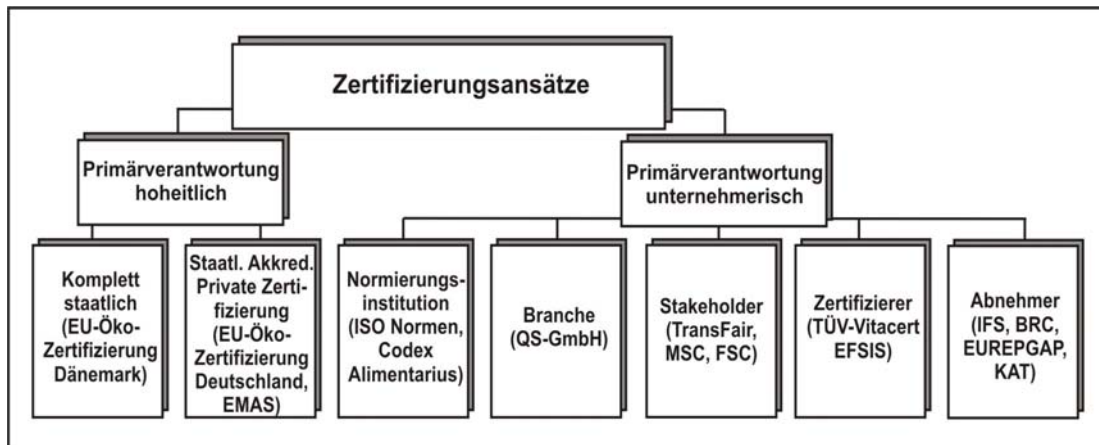 Zertifizierungsansätze
Primärverantwortung
hoheitlich
Primärverantwortung
unternehmerisch
Komplett
staatlich
(EU-Öko-
Zertifizierung
Dänemark)
Staatl. Akkred.
Private Zerti-
fizierung
(EU-Öko-
Zertifizierung
Deutschland,
EMAS)
Normierungs-
institution
(ISO Normen,
Codex
Alimentarius)
Branche
(QS-GmbH)
Stakeholder
(TransFair,
MSC, FSC)
Zertifizierer
(TÜV-Vitacert
EFSIS)
Abnehmer
(IFS, BRC,
EUREPGAP,
KAT)